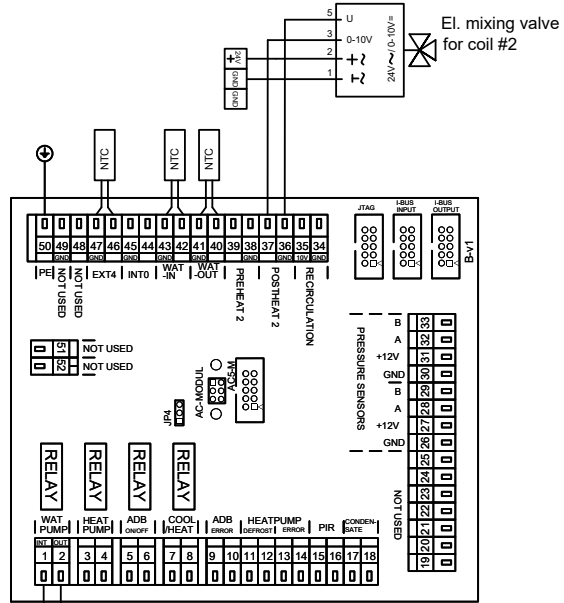 5 U
3 0-10V
2 +~
1 T~
24V~/0-10V=
El. mixing valve
for coil #2
+ 24V
GND
GND
NTC
NTC
NTC
50 49 48 47 46 45 44 43 42 41 40 39 38 37 36 35 34
GND GND GND GND GND GND GND 10V GND
PE
NOT USED
NOT USED
EXT4
INT0
WAT
-IN
WAT
-OUT
PREHEAT 2
POSTHEAT 2
RECIRCULATION
JTAG
I-BUS
INPUT
I-BUS
OUTPUT
B-v1
51 NOT USED
52 NOT USED
AC-MODUL
AC5-M
JP4
PRESSURE SENSORS
B 33
A 32
+12V 31
GND 30
B 29
A 28
+12V 27
GND 26
25
24
23
22
21
20
19
NOT USED
RELAY
RELAY
RELAY
RELAY
WAT
PUMP
HEAT
PUMP
ADB
ON/OFF
COOL
/HEAT
ADB
ERROR
HEATPUMP
DEFROST
ERROR
PIR
CONDEN-
SATE
INT OUT
1 2 3 4 5 6 7 8 9 10 11 12 13 14 15 16 17 18